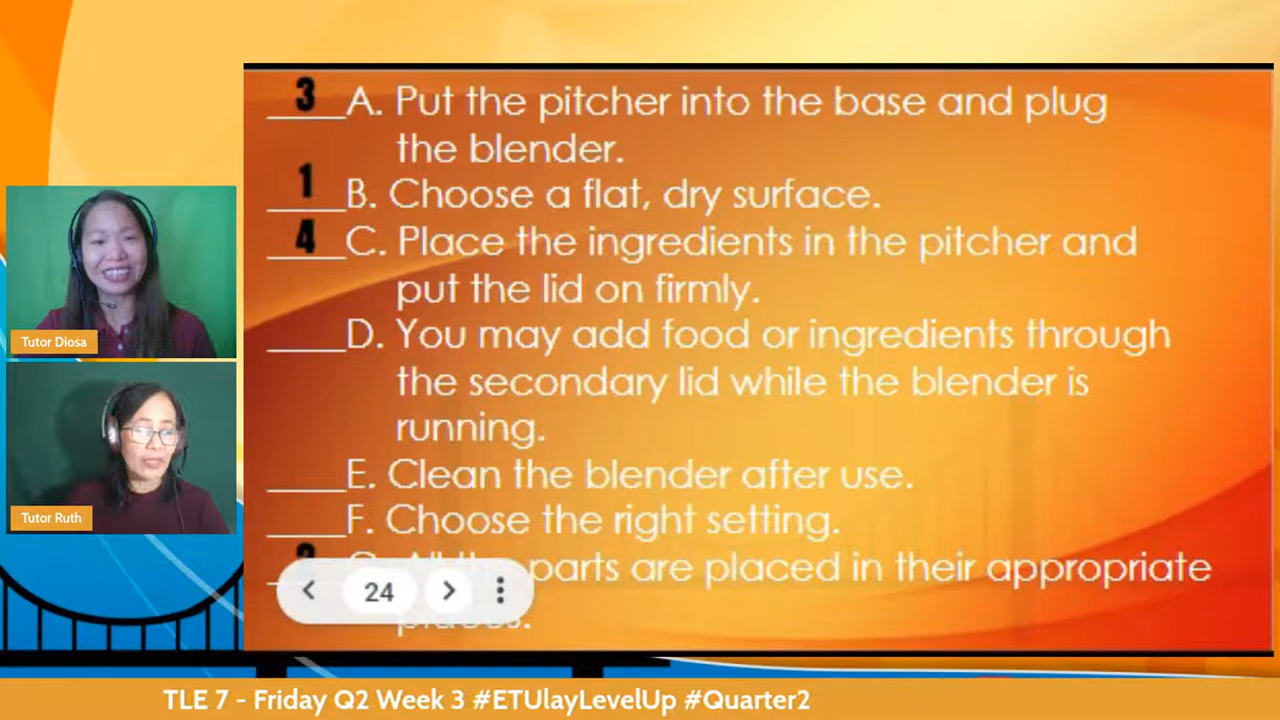 3 A. Put the pitcher into the base and plug
the blender.
1 B. Choose a flat, dry surface.
4 C. Place the ingredients in the pitcher and
put the lid on firmly.
____D. You may add food or ingredients through
the secondary lid while the blender is
running.
____E. Clean the blender after use.
____F. Choose the right setting.
parts are placed in their appropriate
24
Tutor Diosa
Tutor Ruth
TLE 7 - Friday Q2 Week 3 #ETUlayLevelUp #Quarter2